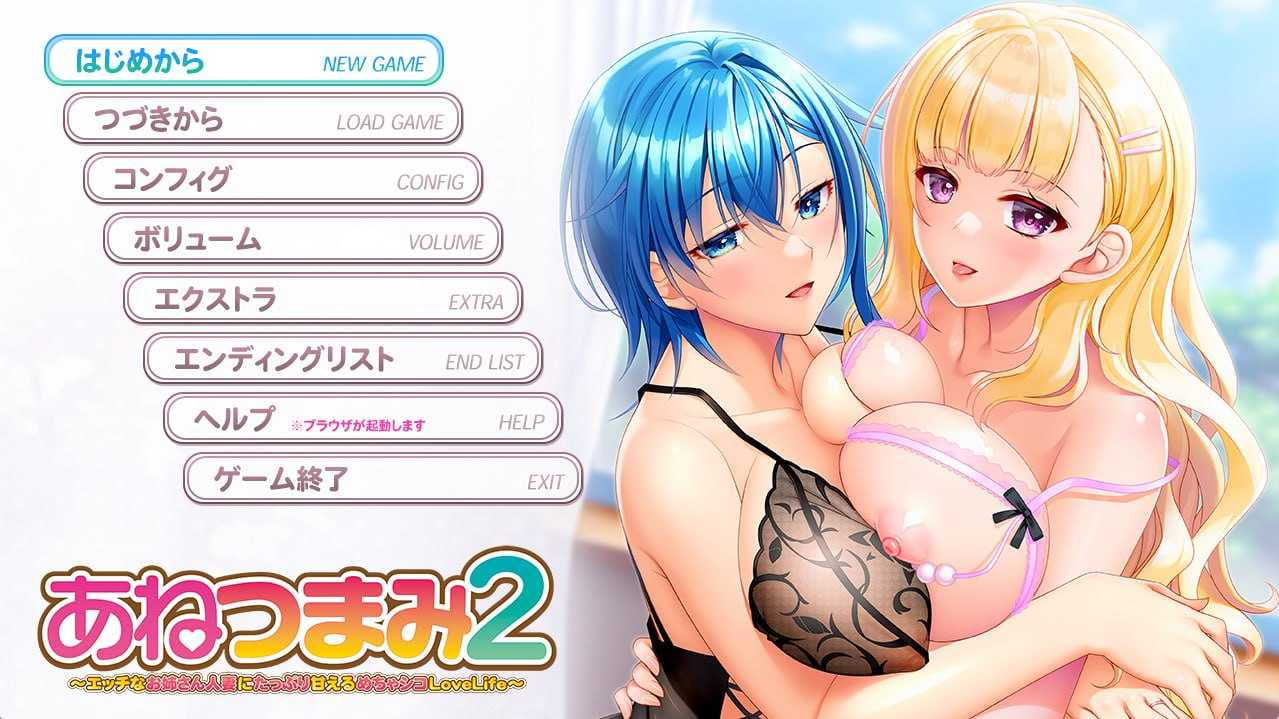 はじめから NEW GAME
つづきから LOAD GAME
コンフィグ CONFIG
ボリューム VOLUME
エクストラ EXTRA
エンディングリスト END LIST
ヘルプ ※ブラウザが起動します HELP
ゲーム終了 EXIT
あねつまみ2
～エッチなお姉さん人妻にたっぷり甘えるめちゃシコLoveLife～